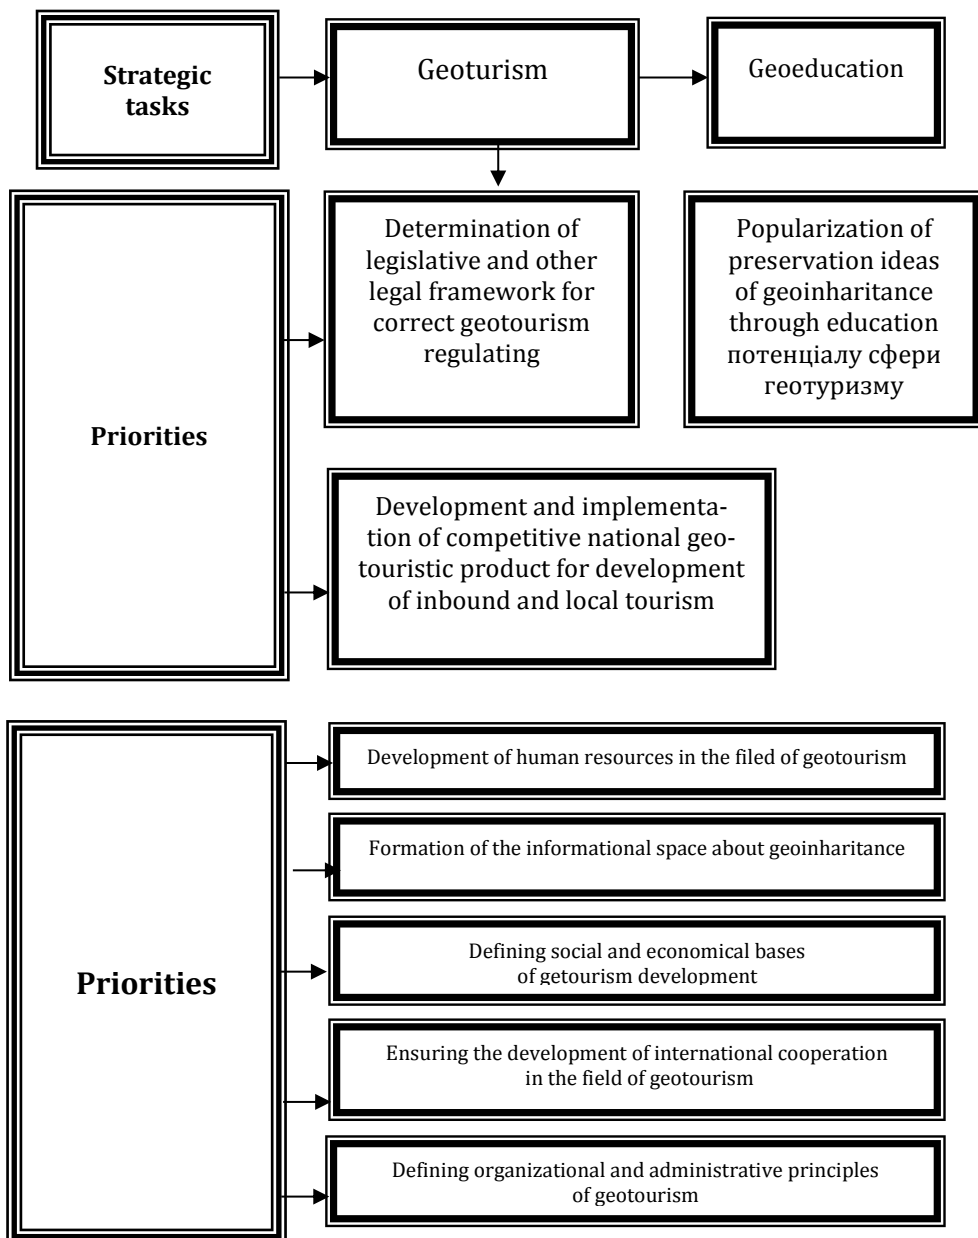 Strategic
tasks
Geoturism
Geoeducation
Priorities
Determination of
legislative and other
legal framework for
correct geotourism
regulating
Popularization of
preservation ideas
of geoinharitance
through education
потенціалу сфери
геотуризму
Development and implementa-
tion of competitive national geo-
touristic product for development
of inbound and local tourism
Priorities
Development of human resources in the filed of geotourism
Formation of the informational space about geoinharitance
Defining social and economical bases
of getourism development
Ensuring the development of international cooperation
in the field of geotourism
Defining organizational and administrative principles
of geotourism